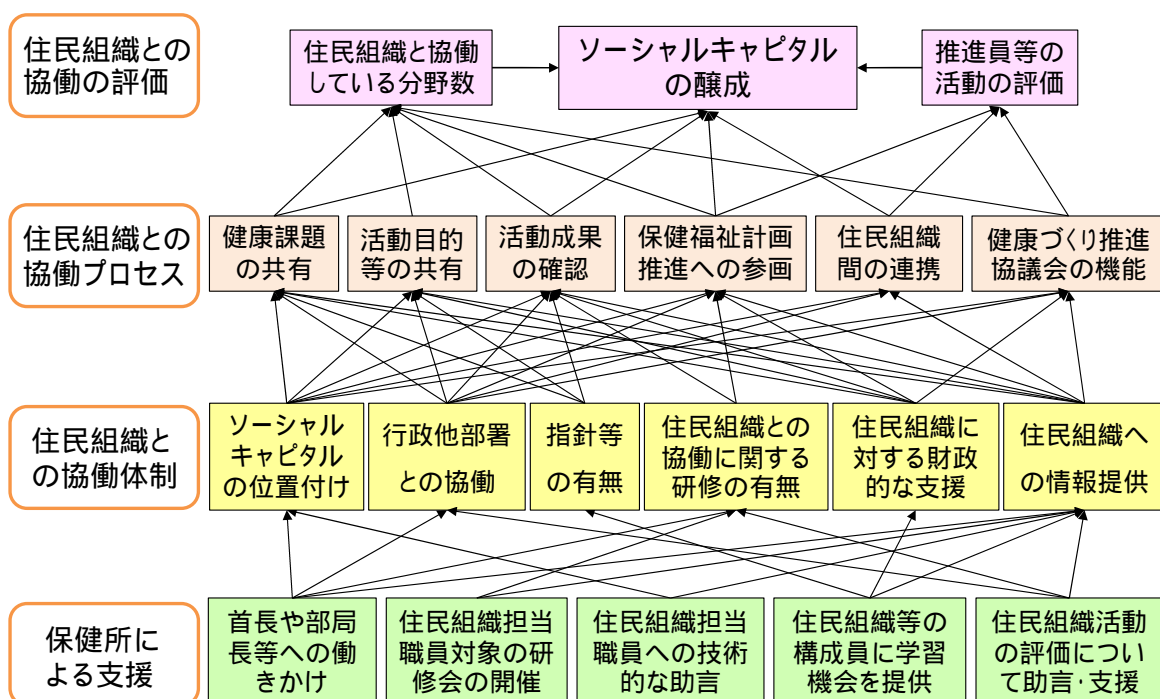 住民組織との
協働の評価
住民組織と協働
している分野数
ソーシャルキャピタル
の醸成
推進員等の
活動の評価
住民組織との
協働プロセス
健康課題
の共有
活動目的
等の共有
活動成果
の確認
保健福祉計画
推進への参画
住民組織
間の連携
健康づくり推進
協議会の機能
住民組織と
の協働体制
ソーシャル
キャピタル
の位置付け
行政他部署
との協働
指針等
の有無
住民組織との
協働に関する
研修の有無
住民組織に
対する財政
的な支援
住民組織への
の情報提供
保健所に
よる支援
首長や部局
長等への働
きかけ
住民組織担当
職員対象の研
修会の開催
住民組織担当
職員への技術
的な助言
住民組織等の
構成員に学習
機会を提供
住民組織活動
の評価につい
て助言・支援